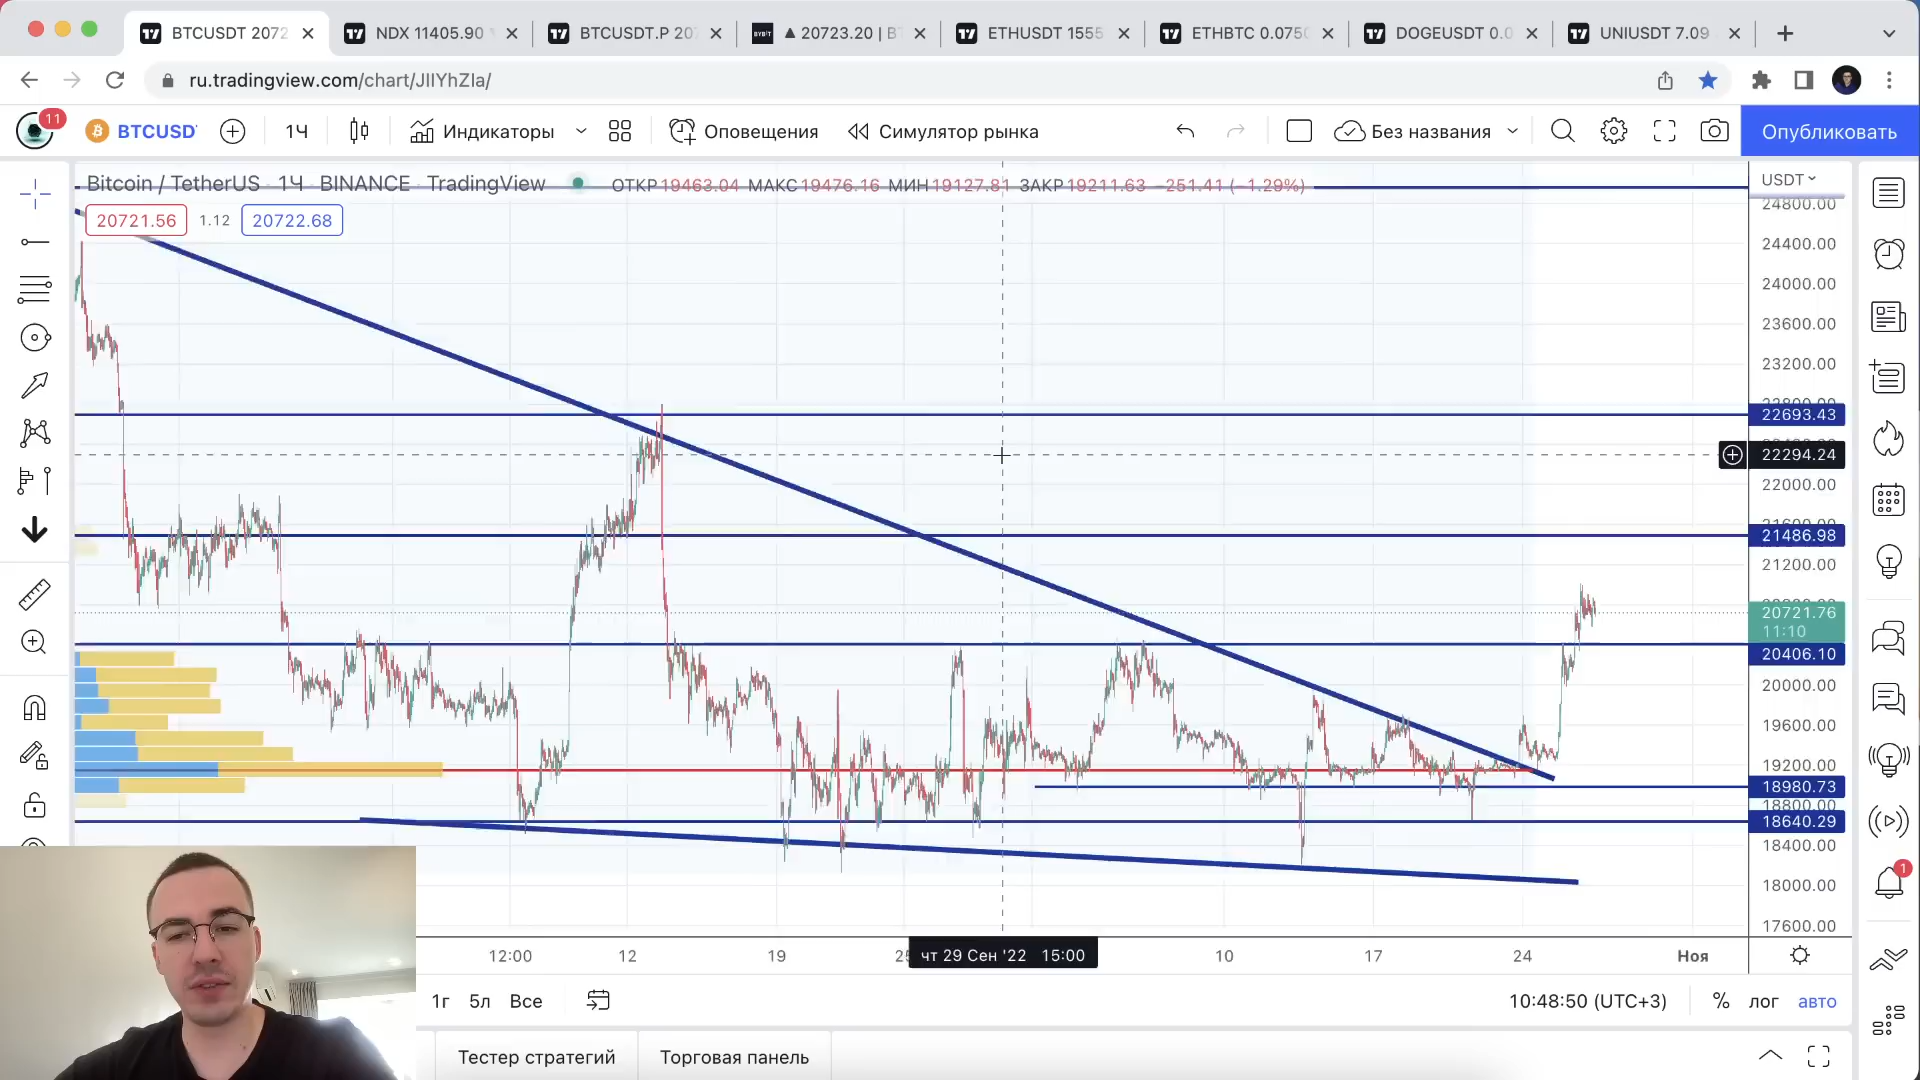 BTCUSDT 2072
NDX 11405.90
BTCUSDT.P 20
BYBIT
▲ 20723.20 | B
ETHUSDT 1555
ETHBTC 0.0750
DOGEUSDT 0.0
UNIUSDT 7.09
ru.tradingview.com/chart/JIIYhZIa/
11
BTCUSD
1Ч
Индикаторы
Оповещения
Симулятор рынка
Без названия
Опубликовать
Bitcoin / TetherUS 1Ч BINANCE TradingView
ОТКР19463.04 МАКС19476.16 МИН19127.81 ЗАКР19211.63 −251.41 (−1.29%)
USDT
20721.56 1.12 20722.68
24800.00
24400.00
24000.00
23600.00
23200.00
22693.43
22294.24
22000.00
21486.98
21200.00
20721.76
11:10
20406.10
20000.00
19600.00
19200.00
18980.73
18800.00
18640.29
18400.00
18000.00
17600.00
12:00 12 19 чт 29 Сен '22 15:00 10 17 24 Ноя
1
1г 5л Все
10:48:50 (UTC+3) % лог авто
Тестер стратегий Торговая панель